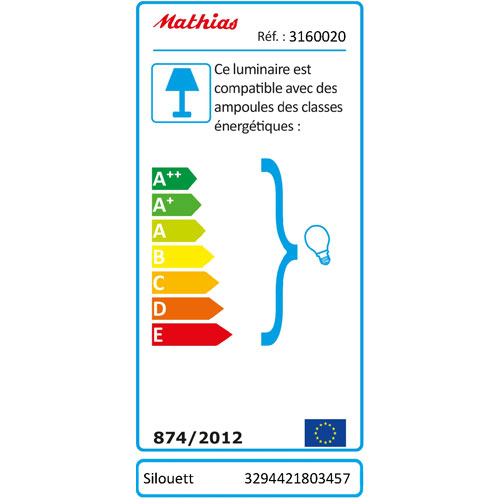 Mathias Réf. : 3160020
Ce luminaire est
compatible avec des
ampoules des classes
énergétiques :
A++
A+
A
B
C
D
E
874/2012
Silouett 3294421803457